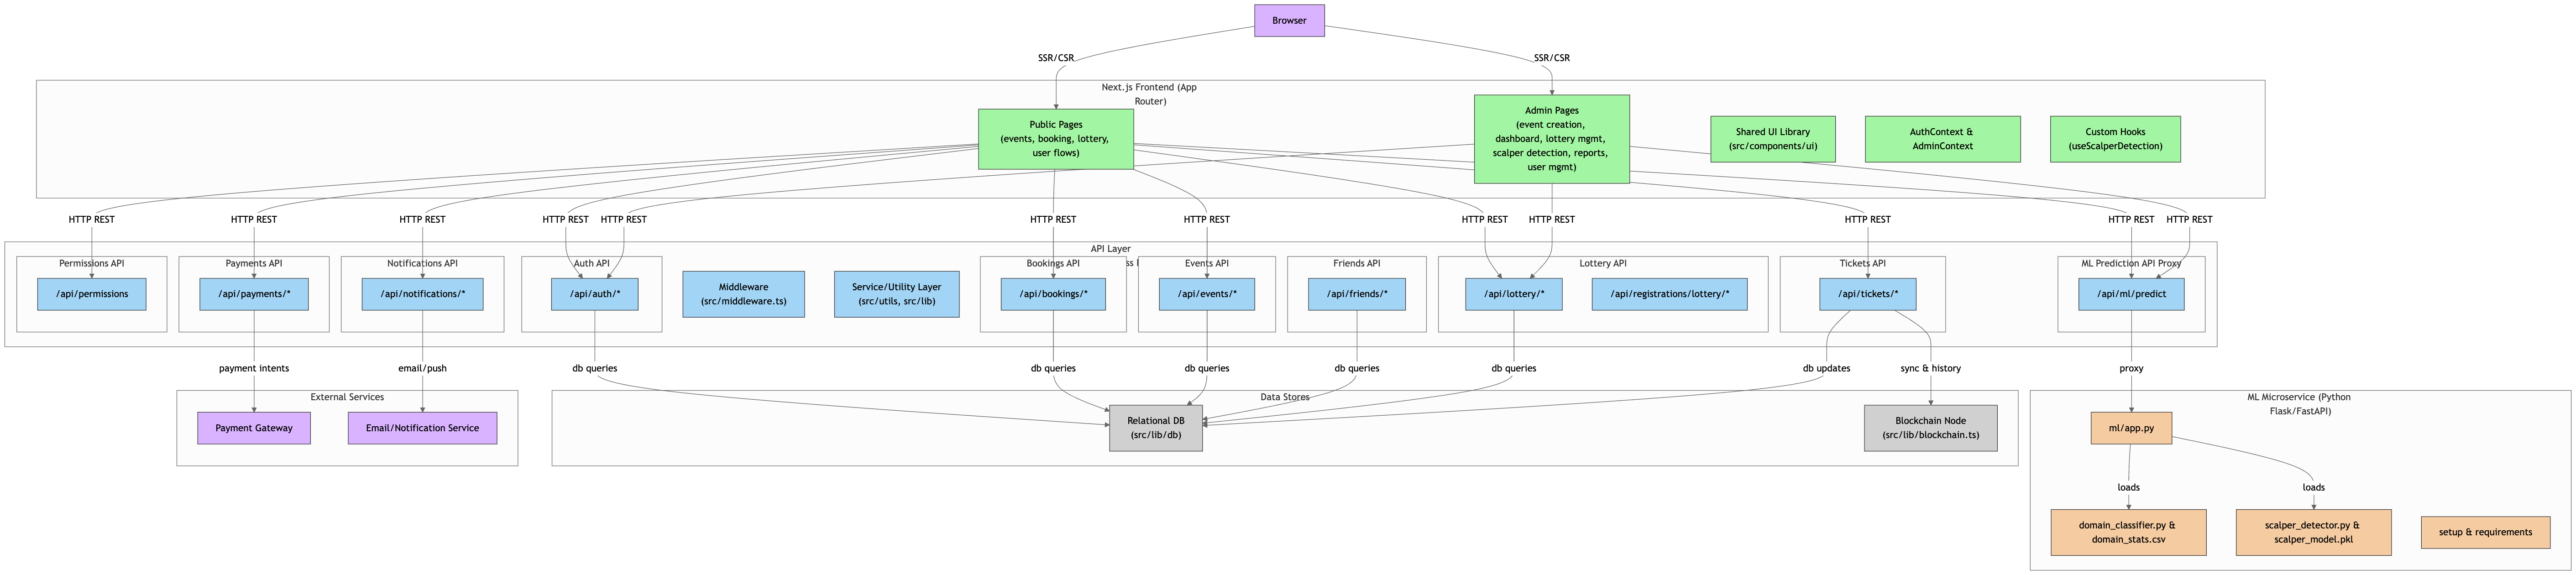 Browser
SSR/CSR
SSR/CSR
Next.js Frontend (App
Router)
Public Pages
(events, booking, lottery,
user flows)
Admin Pages
(event creation,
dashboard, lottery mgmt,
scalper detection, reports,
user mgmt)
Shared UI Library
(src/components/ui)
AuthContext &
AdminContext
Custom Hooks
(useScalperDetection)
HTTP REST
HTTP REST
HTTP REST
HTTP REST
HTTP REST
HTTP REST
HTTP REST
HTTP REST
HTTP REST
HTTP REST
HTTP REST
HTTP REST
API Layer
Permissions API
/api/permissions
Payments API
/api/payments/*
Notifications API
/api/notifications/*
Auth API
/api/auth/*
Middleware
(src/middleware.ts)
Service/Utility Layer
(src/utils, src/lib)
Bookings API
/api/bookings/*
Events API
/api/events/*
Friends API
/api/friends/*
Lottery API
/api/lottery/*
/api/registrations/lottery/*
Tickets API
/api/tickets/*
ML Prediction API Proxy
/api/ml/predict
payment intents
email/push
db queries
db queries
db queries
db queries
db queries
db updates
sync & history
proxy
External Services
Payment Gateway
Email/Notification Service
Data Stores
Relational DB
(src/lib/db)
Blockchain Node
(src/lib/blockchain.ts)
ML Microservice (Python
Flask/FastAPI)
ml/app.py
loads
loads
domain_classifier.py &
domain_stats.csv
scalper_detector.py &
scalper_model.pkl
setup & requirements